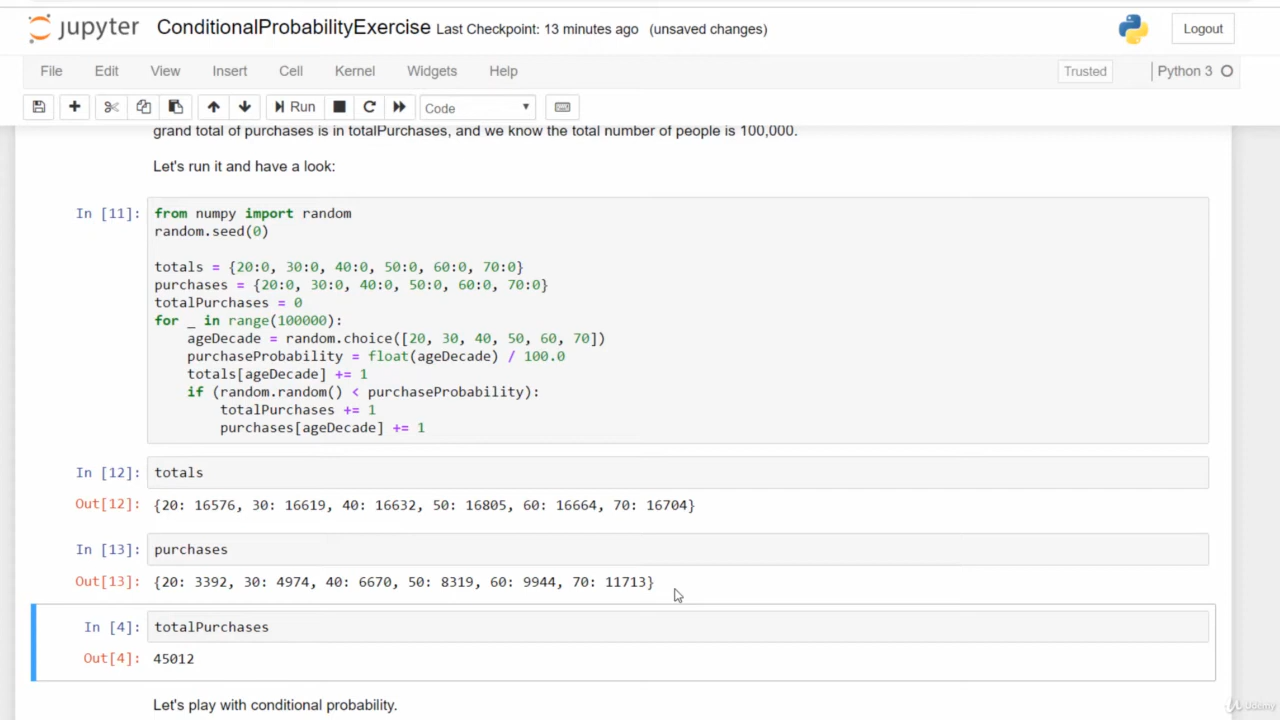 jupyter ConditionalProbabilityExercise Last Checkpoint: 13 minutes ago (unsaved changes) Logout
File Edit View Insert Cell Kernel Widgets Help Trusted Python 3
Run Code
grand total of purchases is in totalPurchases, and we know the total number of people is 100,000.
Let's run it and have a look:
In [11]: from numpy import random
random.seed(0)
totals = {20:0, 30:0, 40:0, 50:0, 60:0, 70:0}
purchases = {20:0, 30:0, 40:0, 50:0, 60:0, 70:0}
totalPurchases = 0
for _ in range(100000):
    ageDecade = random.choice([20, 30, 40, 50, 60, 70])
    purchaseProbability = float(ageDecade) / 100.0
    totals[ageDecade] += 1
    if (random.random() < purchaseProbability):
        totalPurchases += 1
        purchases[ageDecade] += 1
In [12]: totals
Out[12]: {20: 16576, 30: 16619, 40: 16632, 50: 16805, 60: 16664, 70: 16704}
In [13]: purchases
Out[13]: {20: 3392, 30: 4974, 40: 6670, 50: 8319, 60: 9944, 70: 11713}
In [4]: totalPurchases
Out[4]: 45012
Let's play with conditional probability.
Udemy